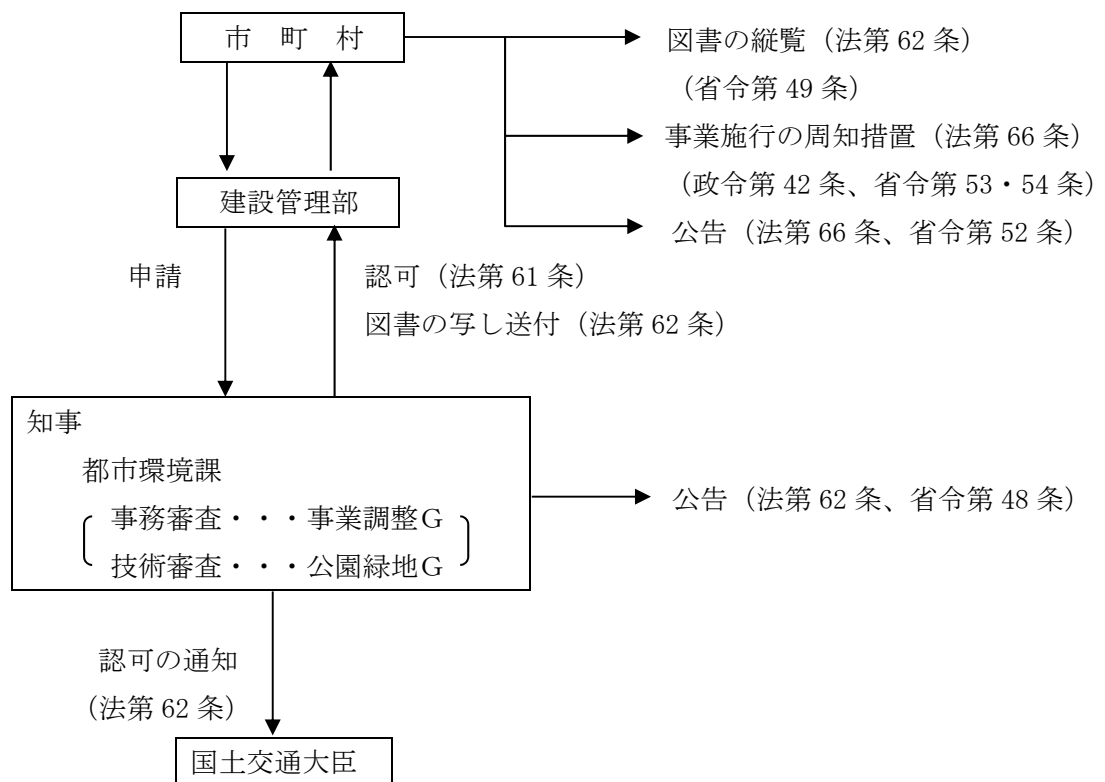 市 町 村
図書の縦覧（法第 62 条）
（省令第 49 条）
事業施行の周知措置（法第 66 条）
（政令第 42 条、省令第 53・54 条）
公告（法第 66 条、省令第 52 条）
建設管理部
申請
認可（法第 61 条）
図書の写し送付（法第 62 条）
知事
都市環境課
事務審査・・・事業調整Ｇ
技術審査・・・公園緑地Ｇ
公告（法第 62 条、省令第 48 条）
認可の通知
（法第 62 条）
国土交通大臣